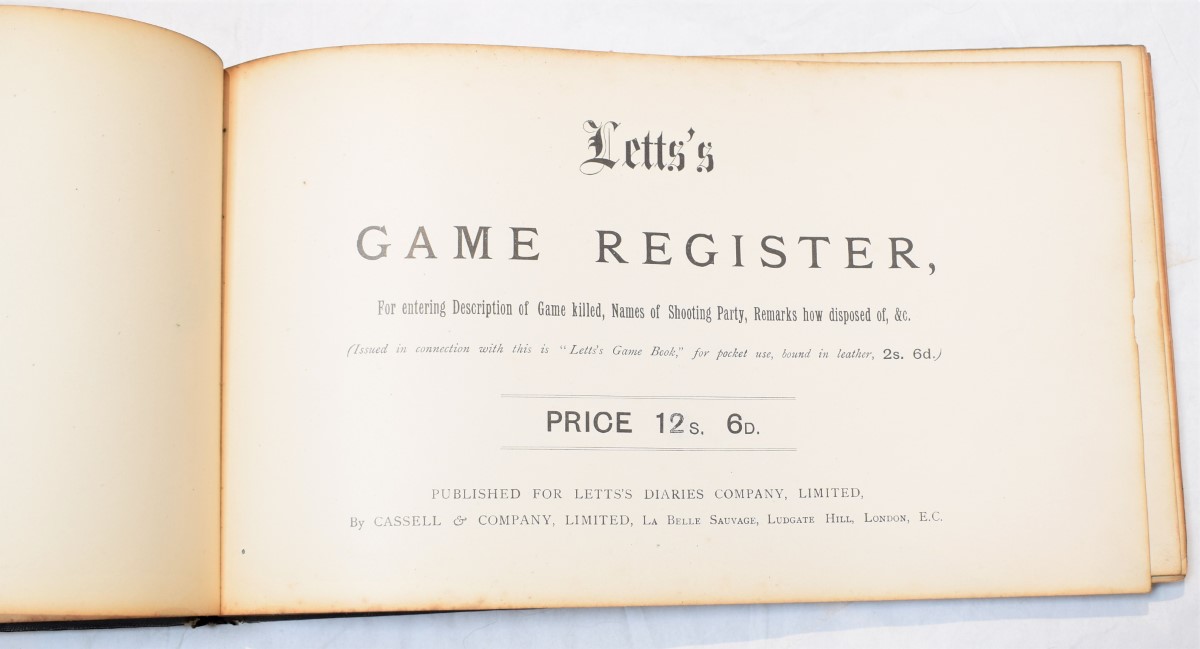 Letts's
GAME REGISTER,
For entering Description of Game killed, Names of Shooting Party, Remarks how disposed of, &c.
(Issued in connection with this is "Letts's Game Book," for pocket use, bound in leather, 2s. 6d.)
PRICE 12S. 6D.
PUBLISHED FOR LETTS'S DIARIES COMPANY, LIMITED,
By CASSELL & COMPANY, LIMITED, LA BELLE SAUVAGE, LUDGATE HILL, LONDON, E.C.